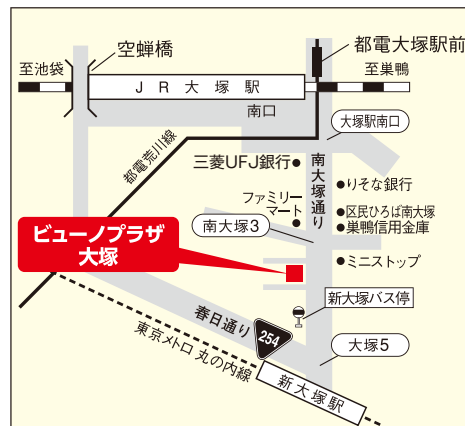 空蝉橋
都電大塚駅前
至池袋
至巣鴨
JR大塚駅
南口
大塚駅南口
都電荒川線
三菱UFJ銀行
南大塚通り
りそな銀行
ファミリー
マート
区民ひろば南大塚
南大塚3
巣鴨信用金庫
ビューノプラザ
大塚
ミニストップ
新大塚バス停
春日通り
254
大塚5
東京メトロ 丸の内線
新大塚駅